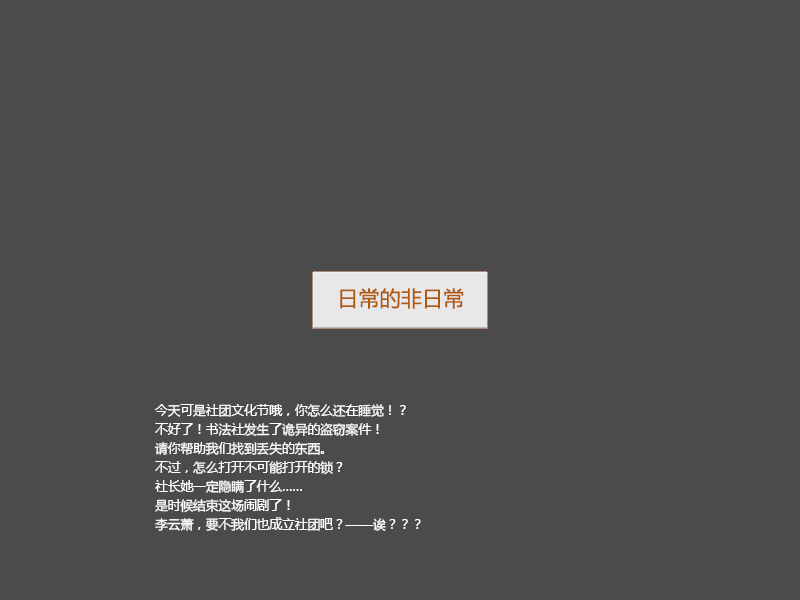 日常的非日常
今天可是社团文化节哦，你怎么还在睡觉！？
不好了！书法社发生了诡异的盗窃案件！
请你帮助我们找到丢失的东西。
不过，怎么打开不可能打开的锁？
社长她一定隐瞒了什么……
是时候结束这场闹剧了！
李云萧，要不我们也成立社团吧？——诶？？？